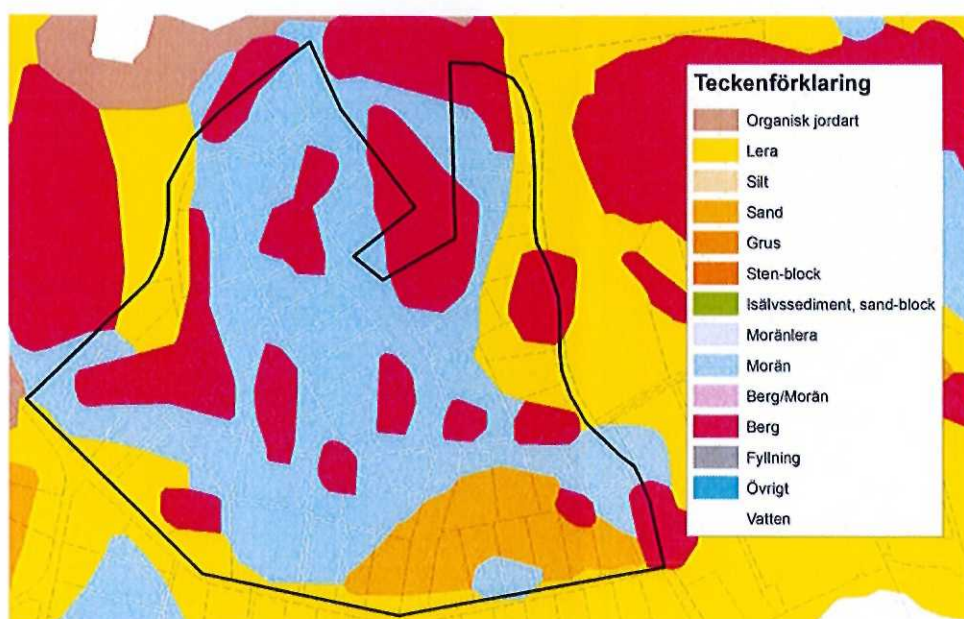 Teckenförklaring
Organisk jordart
Lera
Silt
Sand
Grus
Sten-block
Isälvssediment, sand-block
Moränlera
Morän
Berg/Morän
Berg
Fyllning
Övrigt
Vatten